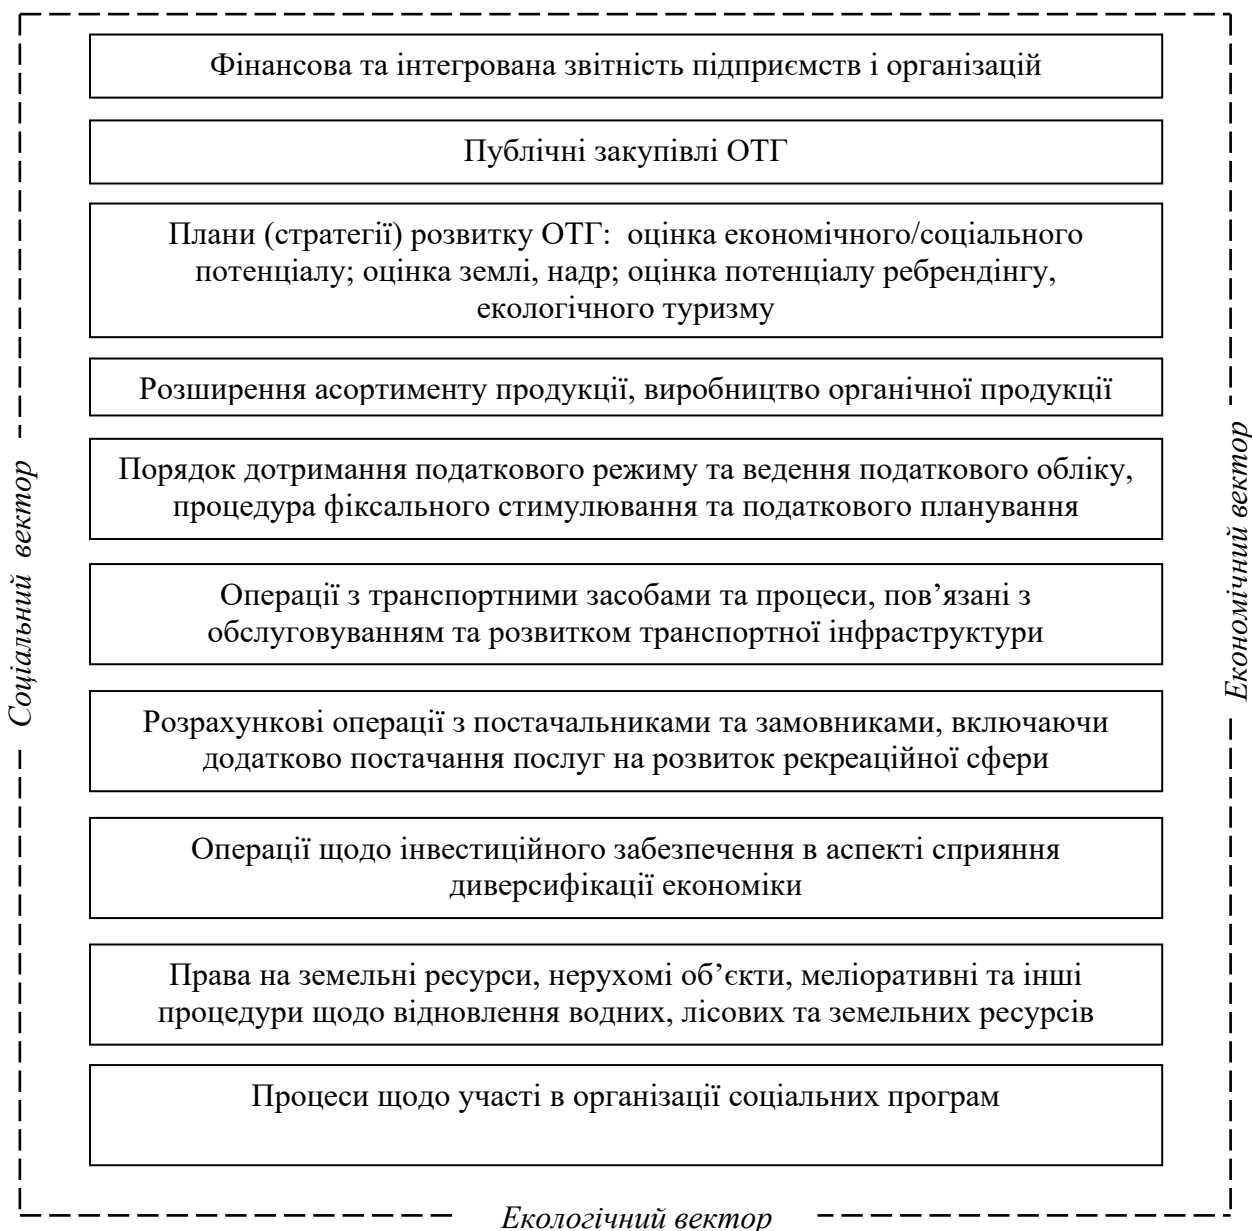 Фінансова та інтегрована звітність підприємств і організацій
Публічні закупівлі ОТГ
Плани (стратегії) розвитку ОТГ:  оцінка економічного/соціального
потенціалу; оцінка землі, надр; оцінка потенціалу ребрендінгу,
екологічного туризму
Розширення асортименту продукції, виробництво органічної продукції
Порядок дотримання податкового режиму та ведення податкового обліку,
процедура фіксального стимулювання та податкового планування
Операції з транспортними засобами та процеси, пов’язані з
обслуговуванням та розвитком транспортної інфраструктури
Розрахункові операції з постачальниками та замовниками, включаючи
додатково постачання послуг на розвиток рекреаційної сфери
Операції щодо інвестиційного забезпечення в аспекті сприяння
диверсифікації економіки
Права на земельні ресурси, нерухомі об’єкти, меліоративні та інші
процедури щодо відновлення водних, лісових та земельних ресурсів
Процеси щодо участі в організації соціальних програм
Соціальний  вектор
Економічний вектор
Екологічний вектор